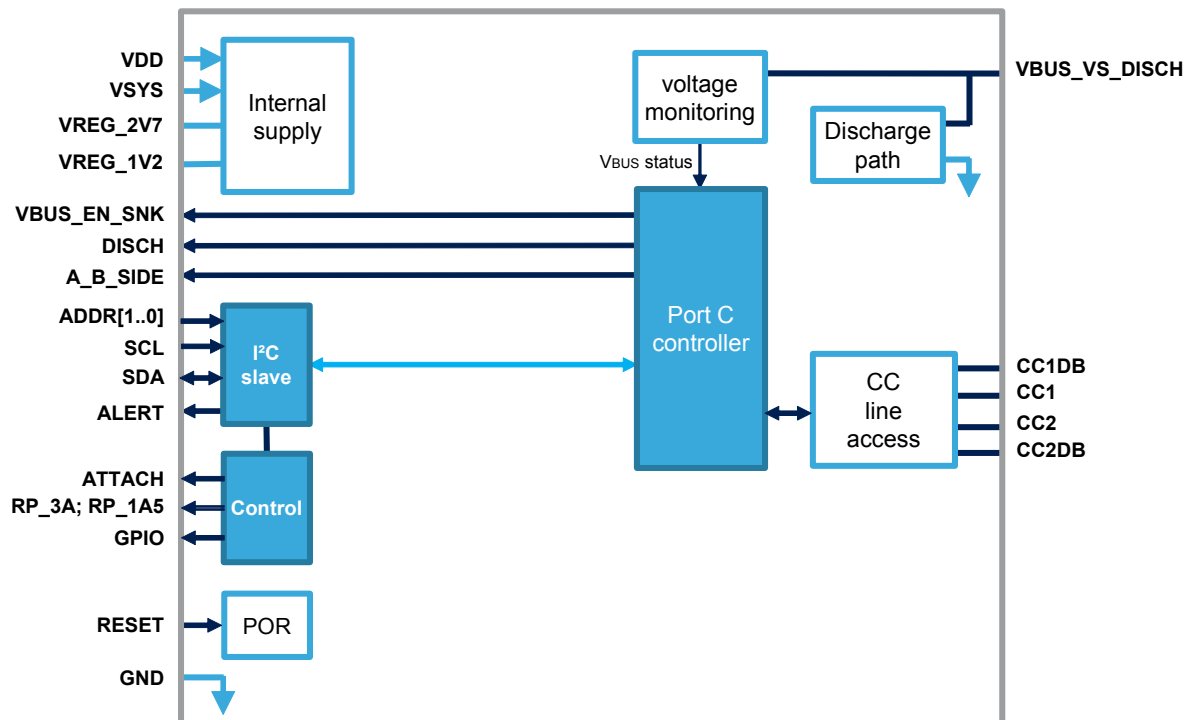 VDD
VSYS
VREG_2V7
VREG_1V2
Internal
supply
voltage
monitoring
VBUS_VS_DISCH
Discharge
path
VBUS status
VBUS_EN_SNK
DISCH
A_B_SIDE
ADDR[1..0]
SCL
SDA
ALERT
I²C
slave
Port C
controller
CC
line
access
CC1DB
CC1
CC2
CC2DB
ATTACH
RP_3A; RP_1A5
GPIO
Control
RESET
POR
GND